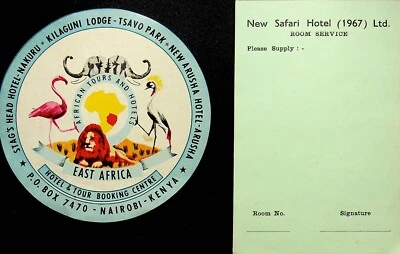 STAG'S HEAD HOTEL-NAKURU • KILAGUNI LODGE-TSAVO PARK • NEW ARUSHA HOTEL-ARUSHA
AFRICAN TOURS AND HOTELS
EAST AFRICA
HOTEL & TOUR BOOKING CENTRE
P.O. BOX 7470 - NAIROBI - KENYA
New Safari Hotel (1967) Ltd.
ROOM SERVICE
Please Supply : -
Room No. Signature